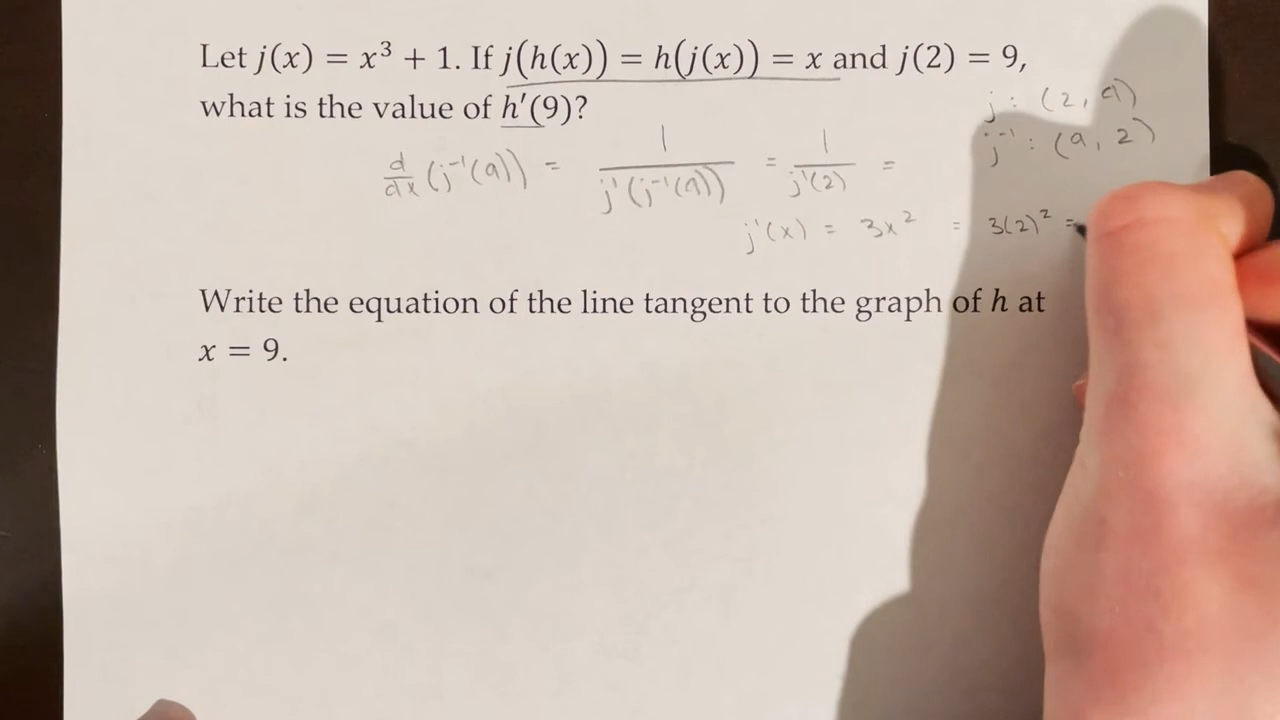 Let j(x) = x³ + 1. If j(h(x)) = h(j(x)) = x and j(2) = 9,
what is the value of h′(9)?
j : (2, 9)
j⁻¹ : (9, 2)
d/dx (j⁻¹(9)) = 1/j'(j⁻¹(9)) = 1/j'(2) =
j'(x) = 3x² = 3(2)² =
Write the equation of the line tangent to the graph of h at
x = 9.